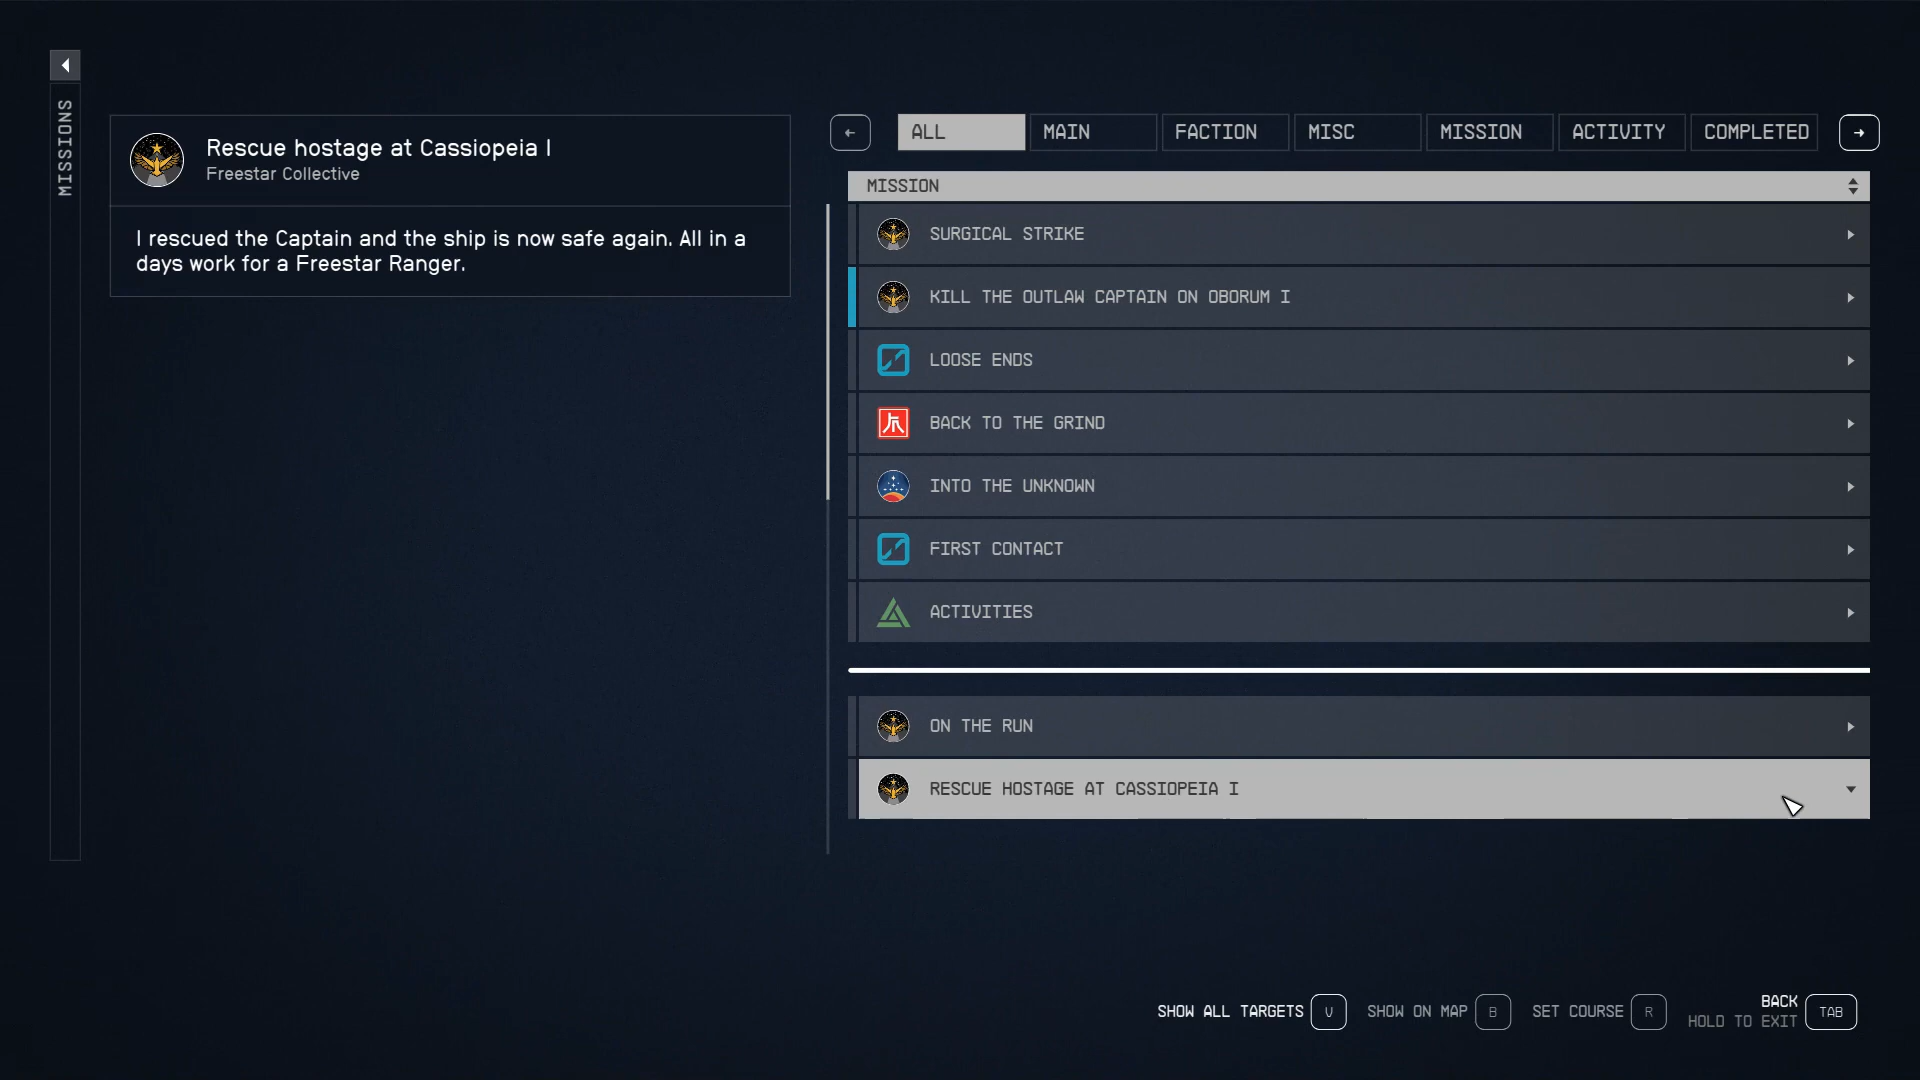 MISSIONS
Rescue hostage at Cassiopeia I
Freestar Collective
I rescued the Captain and the ship is now safe again. All in a
days work for a Freestar Ranger.
ALL MAIN FACTION MISC MISSION ACTIVITY COMPLETED
MISSION
SURGICAL STRIKE
KILL THE OUTLAW CAPTAIN ON OBORUM I
LOOSE ENDS
BACK TO THE GRIND
INTO THE UNKNOWN
FIRST CONTACT
ACTIVITIES
ON THE RUN
RESCUE HOSTAGE AT CASSIOPEIA I
SHOW ALL TARGETS V SHOW ON MAP B SET COURSE R BACK TAB
HOLD TO EXIT